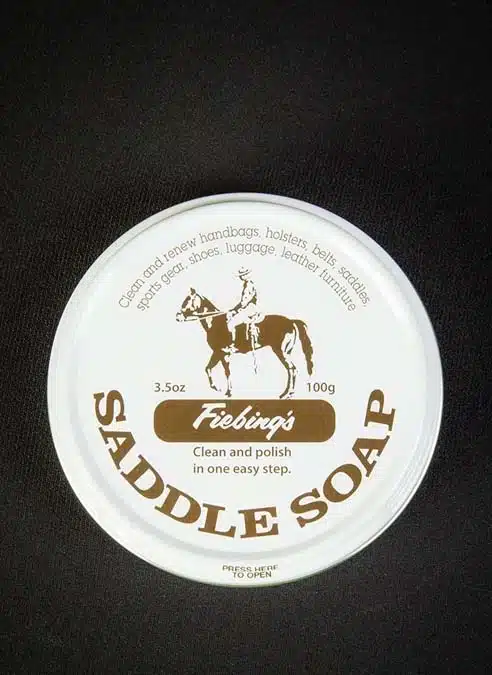 Clean and renew handbags, holsters, belts, saddles,
sports gear, shoes, luggage, leather furniture
3.5oz 100g
Fiebing's
Clean and polish
in one easy step.
SADDLE SOAP
PRESS HERE
TO OPEN